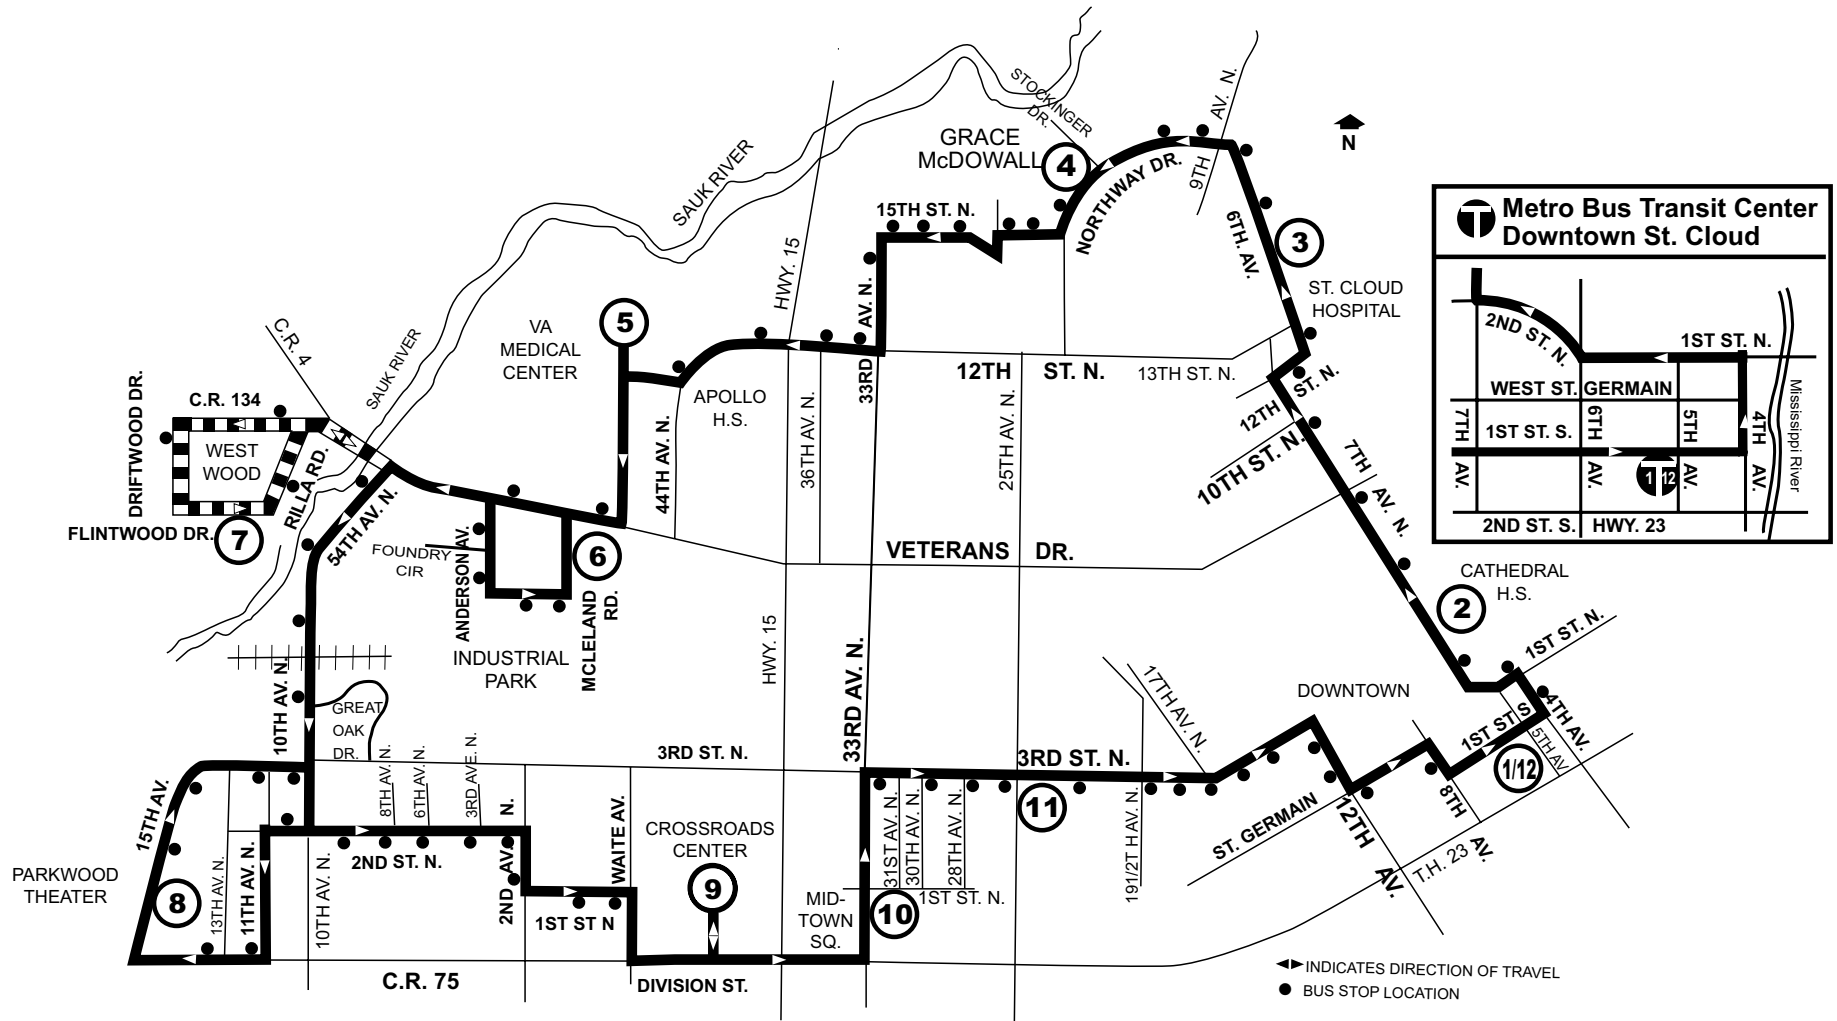 STOCKINGER
DR.
AV. N.
9TH
GRACE
McDOWALL
4
NORTHWAY DR.
N
SAUK RIVER
15TH ST. N.
HWY. 15
33RD
AV. N.
6TH. AV.
3
ST. CLOUD
HOSPITAL
Metro Bus Transit Center
Downtown St. Cloud
2ND ST. N.
1ST ST. N.
WEST ST. GERMAIN
7TH
AV.
6TH
AV.
5TH
AV.
4TH
AV.
1ST ST. S.
1 12
2ND ST. S.
HWY. 23
Mississippi River
VA
MEDICAL
CENTER
5
C.R. 4
SAUK RIVER
APOLLO
H.S.
44TH AV. N.
36TH AV. N.
12TH
ST. N.
25TH AV. N.
13TH ST. N.
12TH
ST. N.
10TH ST. N.
7TH
AV. N.
DRIFTWOOD DR.
C.R. 134
WEST
WOOD
RILLA RD.
FLINTWOOD DR.
7
54TH AV. N.
FOUNDRY
CIR
ANDERSON AV.
6
MCLELAND
RD.
INDUSTRIAL
PARK
VETERANS
DR.
CATHEDRAL
H.S.
2
1ST ST. N.
10TH AV. N.
GREAT
OAK
DR.
HWY. 15
33RD AV. N.
17TH AV. N.
DOWNTOWN
1ST ST S
4TH AV.
5TH AV
1/12
3RD ST. N.
3RD ST. N.
11
15TH AV.
8TH AV. N.
6TH AV. N.
3RD AVE. N.
2ND ST. N.
2ND AV.
N.
WAITE AV.
CROSSROADS
CENTER
9
31ST AV. N.
30TH AV. N.
28TH AV. N.
191/2T H AV. N.
ST. GERMAIN
12TH
AV.
8TH
AV.
T.H. 23
PARKWOOD
THEATER
8
13TH AV. N.
11TH AV. N.
10TH AV. N.
1ST ST N
MID-
TOWN
SQ.
10
1ST ST. N.
C.R. 75
DIVISION ST.
INDICATES DIRECTION OF TRAVEL
BUS STOP LOCATION